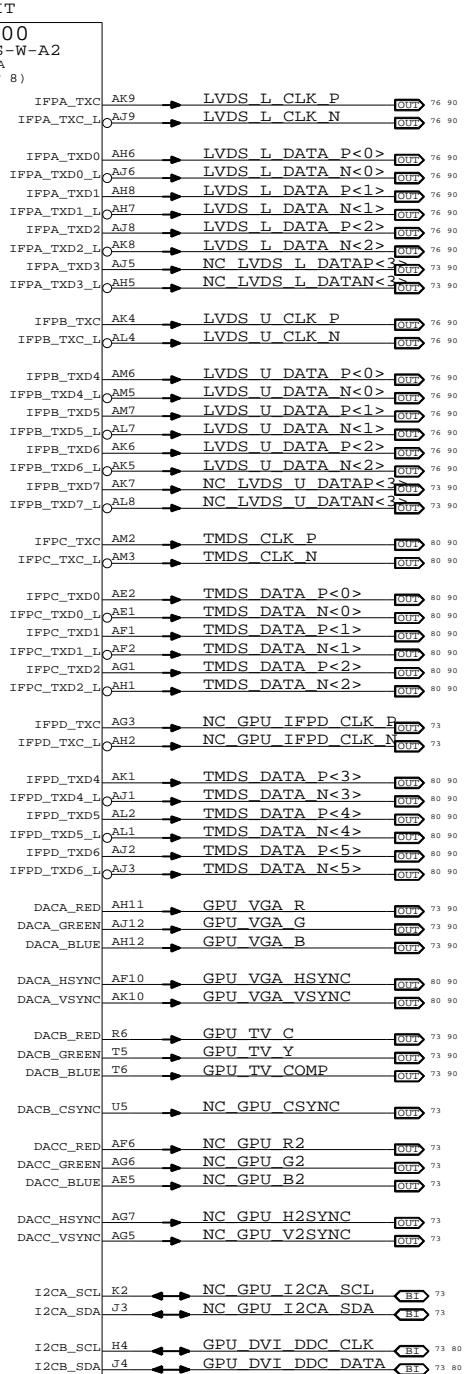 IT
00
S-W-A2
A
8)
IFPA_TXC AK9 LVDS_L_CLK_P OUT 76 90
IFPA_TXC_L AJ9 LVDS_L_CLK_N OUT 76 90
IFPA_TXD0 AH6 LVDS_L_DATA_P<0> OUT 76 90
IFPA_TXD0_L AJ6 LVDS_L_DATA_N<0> OUT 76 90
IFPA_TXD1 AH8 LVDS_L_DATA_P<1> OUT 76 90
IFPA_TXD1_L AH7 LVDS_L_DATA_N<1> OUT 76 90
IFPA_TXD2 AJ8 LVDS_L_DATA_P<2> OUT 76 90
IFPA_TXD2_L AK8 LVDS_L_DATA_N<2> OUT 76 90
IFPA_TXD3 AJ5 NC_LVDS_L_DATAP<3> OUT 73 90
IFPA_TXD3_L AH5 NC_LVDS_L_DATAN<3> OUT 73 90
IFPB_TXC AK4 LVDS_U_CLK_P OUT 76 90
IFPB_TXC_L AL4 LVDS_U_CLK_N OUT 76 90
IFPB_TXD4 AM6 LVDS_U_DATA_P<0> OUT 76 90
IFPB_TXD4_L AM5 LVDS_U_DATA_N<0> OUT 76 90
IFPB_TXD5 AM7 LVDS_U_DATA_P<1> OUT 76 90
IFPB_TXD5_L AL7 LVDS_U_DATA_N<1> OUT 76 90
IFPB_TXD6 AK6 LVDS_U_DATA_P<2> OUT 76 90
IFPB_TXD6_L AK5 LVDS_U_DATA_N<2> OUT 76 90
IFPB_TXD7 AK7 NC_LVDS_U_DATAP<3> OUT 73 90
IFPB_TXD7_L AL8 NC_LVDS_U_DATAN<3> OUT 73 90
IFPC_TXC AM2 TMDS_CLK_P OUT 80 90
IFPC_TXC_L AM3 TMDS_CLK_N OUT 80 90
IFPC_TXD0 AE2 TMDS_DATA_P<0> OUT 80 90
IFPC_TXD0_L AE1 TMDS_DATA_N<0> OUT 80 90
IFPC_TXD1 AF1 TMDS_DATA_P<1> OUT 80 90
IFPC_TXD1_L AF2 TMDS_DATA_N<1> OUT 80 90
IFPC_TXD2 AG1 TMDS_DATA_P<2> OUT 80 90
IFPC_TXD2_L AH1 TMDS_DATA_N<2> OUT 80 90
IFPD_TXC AG3 NC_GPU_IFPD_CLK_P OUT 73
IFPD_TXC_L AH2 NC_GPU_IFPD_CLK_N OUT 73
IFPD_TXD4 AK1 TMDS_DATA_P<3> OUT 80 90
IFPD_TXD4_L AJ1 TMDS_DATA_N<3> OUT 80 90
IFPD_TXD5 AL2 TMDS_DATA_P<4> OUT 80 90
IFPD_TXD5_L AL1 TMDS_DATA_N<4> OUT 80 90
IFPD_TXD6 AJ2 TMDS_DATA_P<5> OUT 80 90
IFPD_TXD6_L AJ3 TMDS_DATA_N<5> OUT 80 90
DACA_RED AH11 GPU_VGA_R OUT 73 90
DACA_GREEN AJ12 GPU_VGA_G OUT 73 90
DACA_BLUE AH12 GPU_VGA_B OUT 73 90
DACA_HSYNC AF10 GPU_VGA_HSYNC OUT 80 90
DACA_VSYNC AK10 GPU_VGA_VSYNC OUT 80 90
DACB_RED R6 GPU_TV_C OUT 73 90
DACB_GREEN T5 GPU_TV_Y OUT 73 90
DACB_BLUE T6 GPU_TV_COMP OUT 73 90
DACB_CSYNC U5 NC_GPU_CSYNC OUT 73
DACC_RED AF6 NC_GPU_R2 OUT 73
DACC_GREEN AG6 NC_GPU_G2 OUT 73
DACC_BLUE AE5 NC_GPU_B2 OUT 73
DACC_HSYNC AG7 NC_GPU_H2SYNC OUT 73
DACC_VSYNC AG5 NC_GPU_V2SYNC OUT 73
I2CA_SCL K2 NC_GPU_I2CA_SCL BI 73
I2CA_SDA J3 NC_GPU_I2CA_SDA BI 73
I2CB_SCL H4 GPU_DVI_DDC_CLK BI 73 80
I2CB_SDA J4 GPU_DVI_DDC_DATA BI 73 80